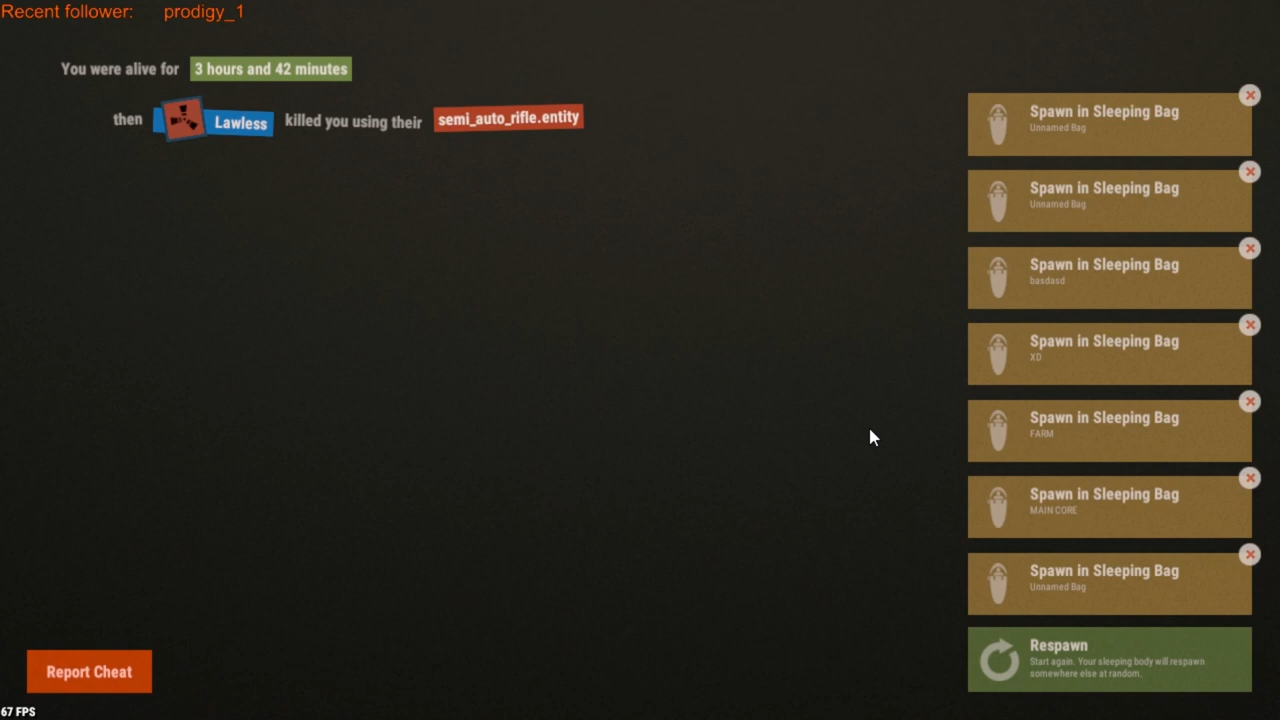 Recent follower: prodigy_1
You were alive for 3 hours and 42 minutes
then Lawless killed you using their semi_auto_rifle.entity
Spawn in Sleeping Bag
Unnamed Bag
Spawn in Sleeping Bag
Unnamed Bag
Spawn in Sleeping Bag
basdasd
Spawn in Sleeping Bag
XD
Spawn in Sleeping Bag
FARM
Spawn in Sleeping Bag
MAIN CORE
Spawn in Sleeping Bag
Unnamed Bag
Respawn
Start again. Your sleeping body will respawn
somewhere else at random.
Report Cheat
67 FPS